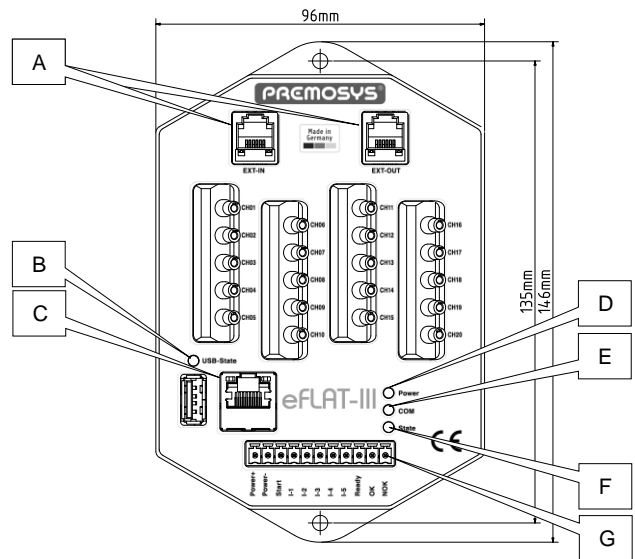 96mm
A
PREMOSYS®
Made in
Germany
EXT-IN
EXT-OUT
CH01
CH02
CH03
CH04
CH05
CH06
CH07
CH08
CH09
CH10
CH11
CH12
CH13
CH14
CH15
CH16
CH17
CH18
CH19
CH20
135mm
146mm
B
C
D
E
F
G
USB-State
eFLAT-III
Power
COM
State
CE
Power+
Power-
Start
I-1
I-2
I-3
I-4
I-5
Ready
OK
NOK